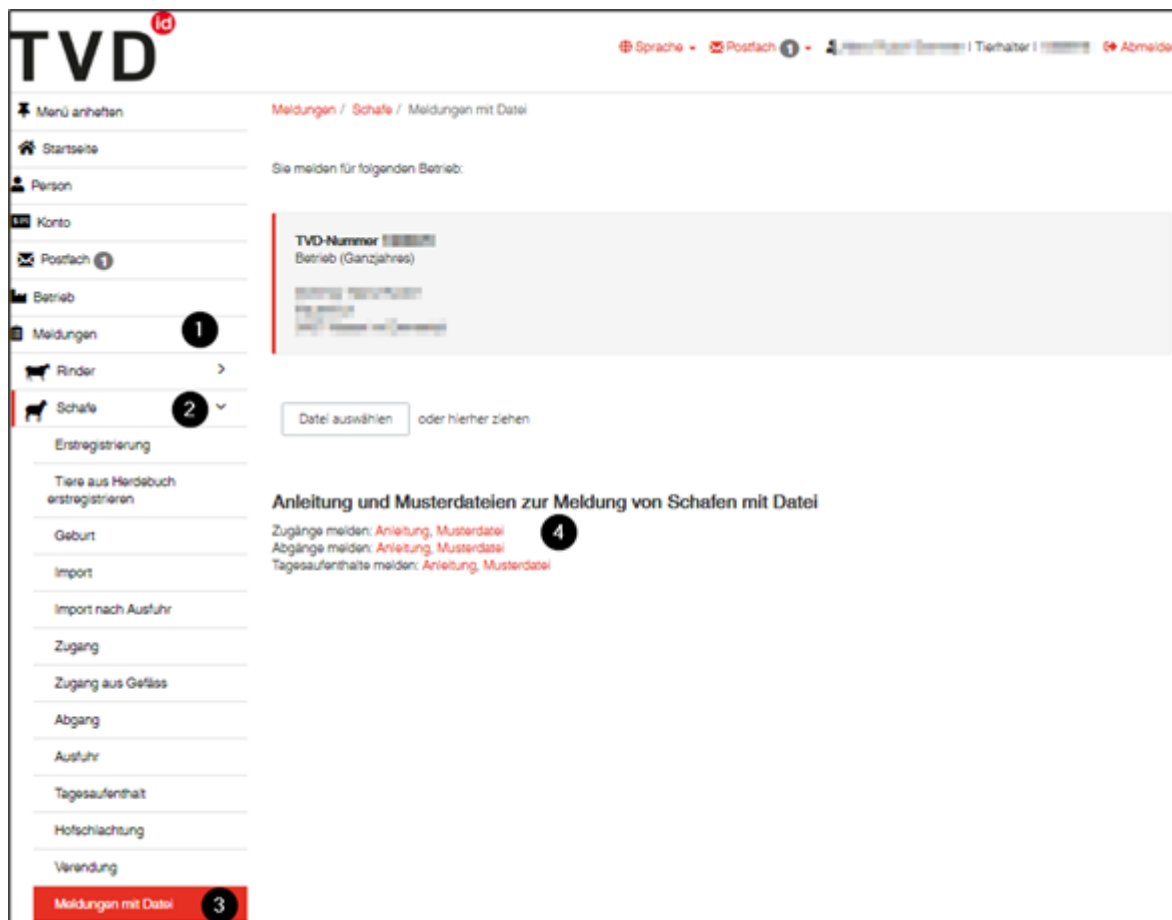 TVD id
Sprache Postfach 1 | Tierhalter | Abmelde
Menü anheften
Startseite
Person
Konto
Postfach 1
Betrieb
Meldungen 1
Rinder
Schafe 2
Erstregistrierung
Tiere aus Herdebuch
erstregistrieren
Geburt
Import
Import nach Ausfuhr
Zugang
Zugang aus Gefäss
Abgang
Ausfuhr
Tagesaufenthalt
Hofschlachtung
Verendung
Meldungen mit Datei 3
Meldungen / Schafe / Meldungen mit Datei
Sie melden für folgenden Betrieb:
TVD-Nummer
Betrieb (Ganzjahres)
Datei auswählen oder hierher ziehen
Anleitung und Musterdateien zur Meldung von Schafen mit Datei
Zugänge melden: Anleitung, Musterdatei 4
Abgänge melden: Anleitung, Musterdatei
Tagesaufenthalte melden: Anleitung, Musterdatei